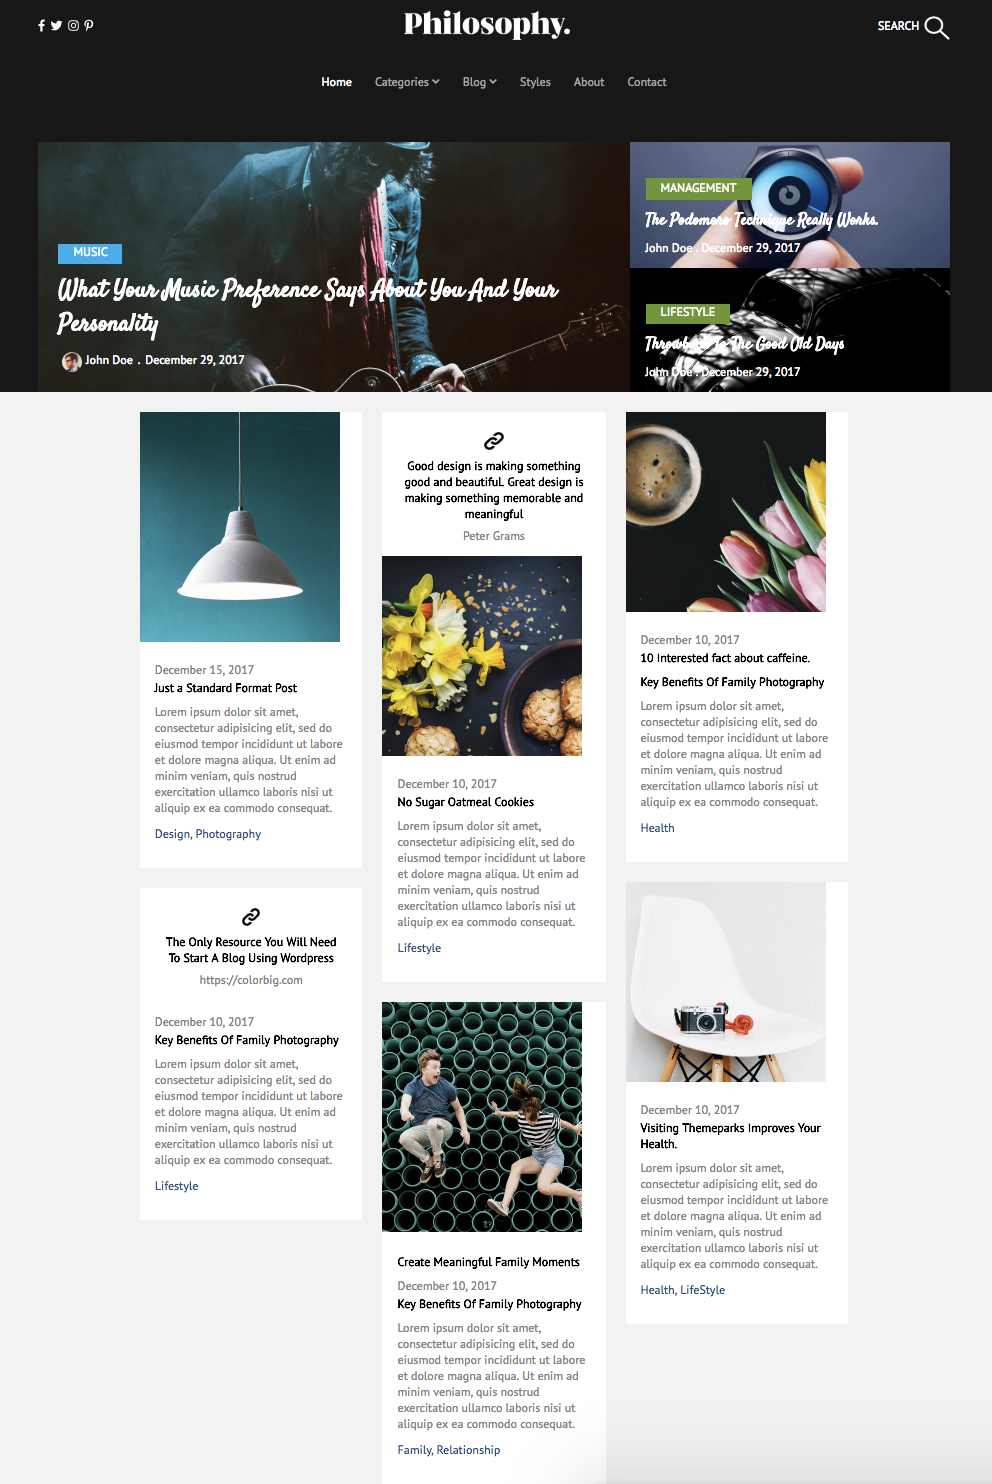 Philosophy.
SEARCH
Home Categories Blog Styles About Contact
MUSIC
What Your Music Preference Says About You And Your
Personality
John Doe . December 29, 2017
MANAGEMENT
The Podomoro Technique Really Works.
John Doe . December 29, 2017
LIFESTYLE
Throwback To The Good Old Days
John Doe . December 29, 2017
December 15, 2017
Just a Standard Format Post
Lorem ipsum dolor sit amet,
consectetur adipisicing elit, sed do
eiusmod tempor incididunt ut labore
et dolore magna aliqua. Ut enim ad
minim veniam, quis nostrud
exercitation ullamco laboris nisi ut
aliquip ex ea commodo consequat.
Design, Photography
The Only Resource You Will Need
To Start A Blog Using Wordpress
https://colorbig.com
December 10, 2017
Key Benefits Of Family Photography
Lorem ipsum dolor sit amet,
consectetur adipisicing elit, sed do
eiusmod tempor incididunt ut labore
et dolore magna aliqua. Ut enim ad
minim veniam, quis nostrud
exercitation ullamco laboris nisi ut
aliquip ex ea commodo consequat.
Lifestyle
Good design is making something
good and beautiful. Great design is
making something memorable and
meaningful
Peter Grams
December 10, 2017
No Sugar Oatmeal Cookies
Lorem ipsum dolor sit amet,
consectetur adipisicing elit, sed do
eiusmod tempor incididunt ut labore
et dolore magna aliqua. Ut enim ad
minim veniam, quis nostrud
exercitation ullamco laboris nisi ut
aliquip ex ea commodo consequat.
Lifestyle
Create Meaningful Family Moments
December 10, 2017
Key Benefits Of Family Photography
Lorem ipsum dolor sit amet,
consectetur adipisicing elit, sed do
eiusmod tempor incididunt ut labore
et dolore magna aliqua. Ut enim ad
minim veniam, quis nostrud
exercitation ullamco laboris nisi ut
aliquip ex ea commodo consequat.
Family, Relationship
December 10, 2017
10 Interested fact about caffeine.
Key Benefits Of Family Photography
Lorem ipsum dolor sit amet,
consectetur adipisicing elit, sed do
eiusmod tempor incididunt ut labore
et dolore magna aliqua. Ut enim ad
minim veniam, quis nostrud
exercitation ullamco laboris nisi ut
aliquip ex ea commodo consequat.
Health
December 10, 2017
Visiting Themeparks Improves Your
Health.
Lorem ipsum dolor sit amet,
consectetur adipisicing elit, sed do
eiusmod tempor incididunt ut labore
et dolore magna aliqua. Ut enim ad
minim veniam, quis nostrud
exercitation ullamco laboris nisi ut
aliquip ex ea commodo consequat.
Health, LifeStyle